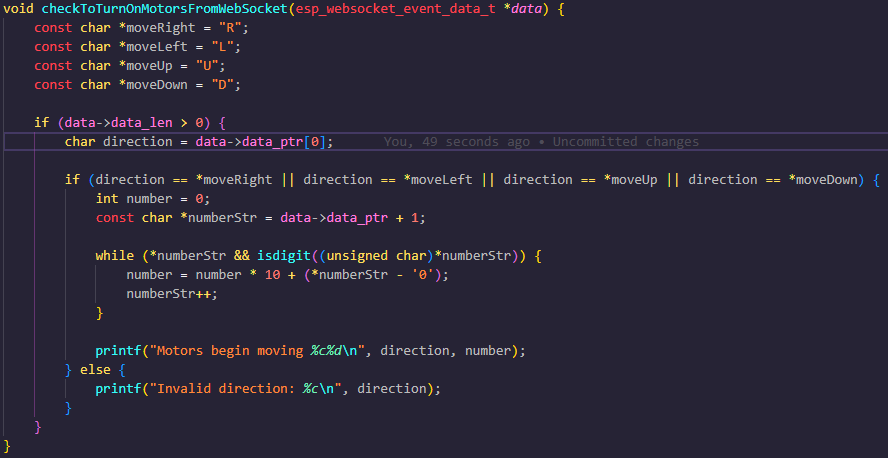 void checkToTurnOnMotorsFromWebSocket(esp_websocket_event_data_t *data) {
    const char *moveRight = "R";
    const char *moveLeft = "L";
    const char *moveUp = "U";
    const char *moveDown = "D";

    if (data->data_len > 0) {
        char direction = data->data_ptr[0];      You, 49 seconds ago • Uncommitted changes

        if (direction == *moveRight || direction == *moveLeft || direction == *moveUp || direction == *moveDown) {
            int number = 0;
            const char *numberStr = data->data_ptr + 1;

            while (*numberStr && isdigit((unsigned char)*numberStr)) {
                number = number * 10 + (*numberStr - '0');
                numberStr++;
            }

            printf("Motors begin moving %c%d\n", direction, number);
        } else {
            printf("Invalid direction: %c\n", direction);
        }
    }
}